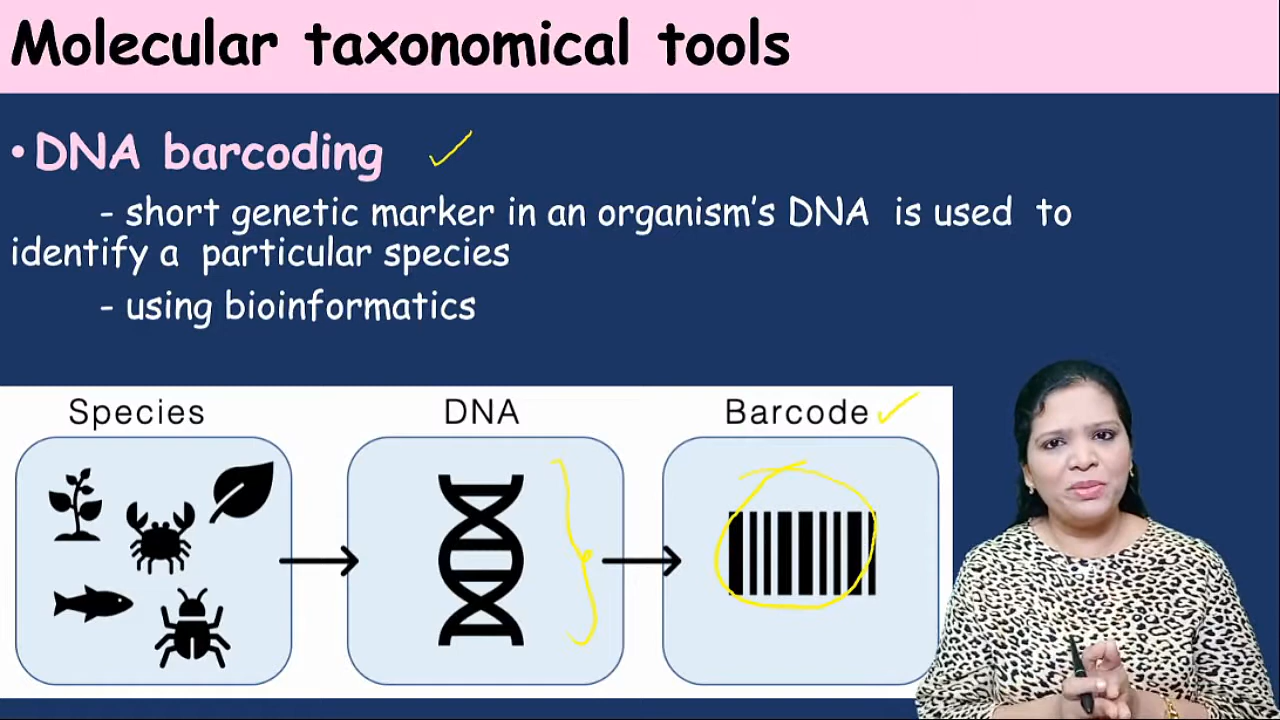 Molecular taxonomical tools
•DNA barcoding
- short genetic marker in an organism's DNA is used to
identify a particular species
- using bioinformatics
Species DNA Barcode